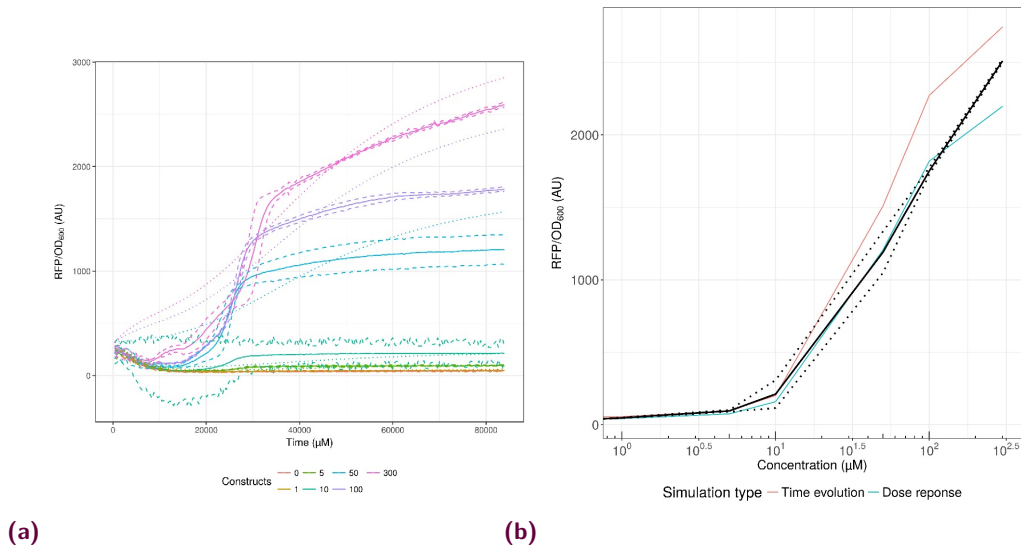 3000
2000
1000
0
RFP/OD600 (AU)
0 20000 40000 60000 80000
Time (μM)
Constructs 0 5 50 300
1 10 100
(a)
2000
1000
0
RFP/OD600 (AU)
10^0 10^0.5 10^1 10^1.5 10^2 10^2.5
Concentration (μM)
Simulation type Time evolution Dose reponse
(b)